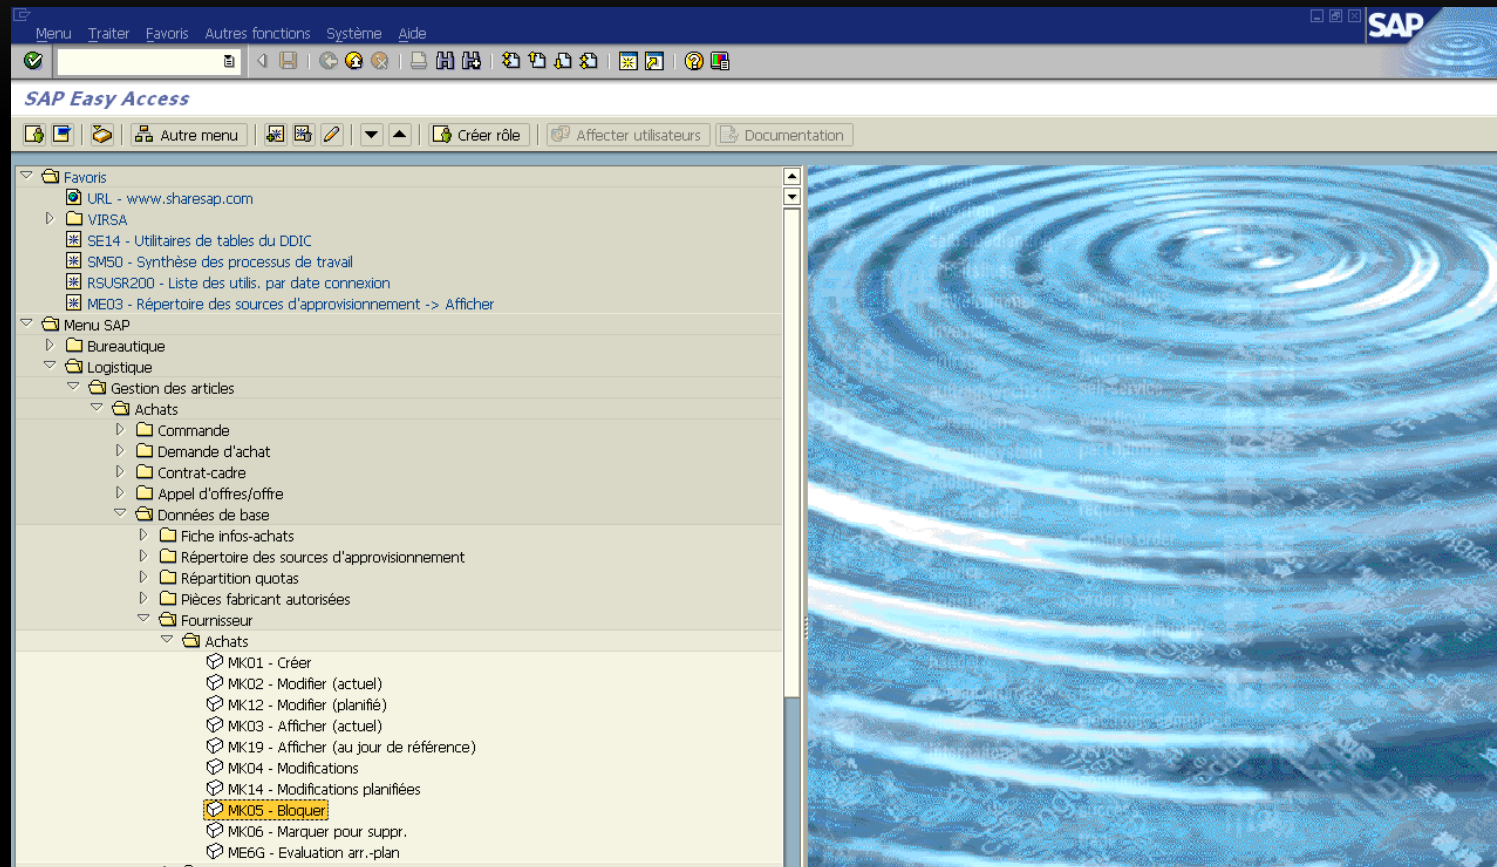 Menu Traiter Favoris Autres fonctions Système Aide
SAP
SAP Easy Access
Autre menu Créer rôle Affecter utilisateurs Documentation
Favoris
URL - www.sharesap.com
VIRSA
SE14 - Utilitaires de tables du DDIC
SM50 - Synthèse des processus de travail
RSUSR200 - Liste des utilis. par date connexion
ME03 - Répertoire des sources d'approvisionnement -> Afficher
Menu SAP
Bureautique
Logistique
Gestion des articles
Achats
Commande
Demande d'achat
Contrat-cadre
Appel d'offres/offre
Données de base
Fiche infos-achats
Répertoire des sources d'approvisionnement
Répartition quotas
Pièces fabricant autorisées
Fournisseur
Achats
MK01 - Créer
MK02 - Modifier (actuel)
MK12 - Modifier (planifié)
MK03 - Afficher (actuel)
MK19 - Afficher (au jour de référence)
MK04 - Modifications
MK14 - Modifications planifiées
MK05 - Bloquer
MK06 - Marquer pour suppr.
ME6G - Evaluation arr.-plan